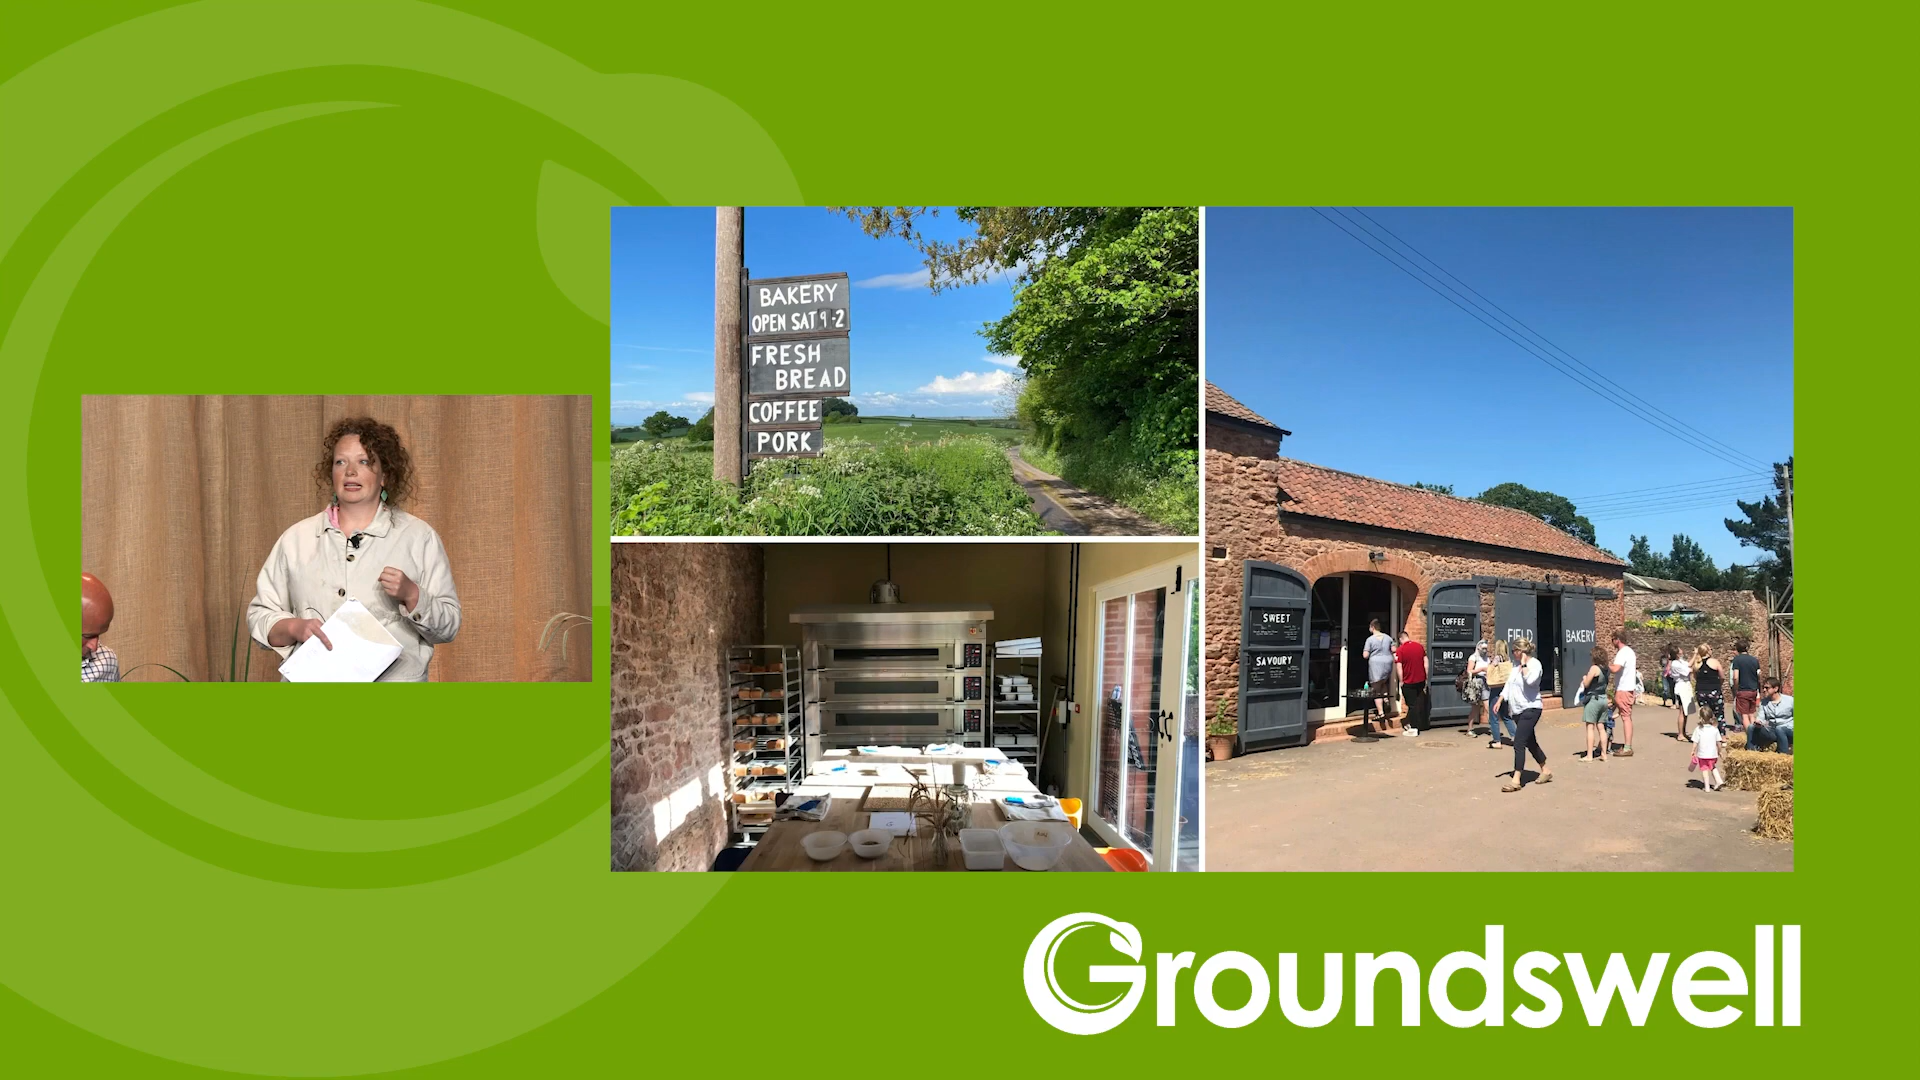 BAKERY
OPEN SAT 9-2
FRESH
BREAD
COFFEE
PORK
SWEET
SAVOURY
COFFEE
BREAD
FIELD
BAKERY
Groundswell